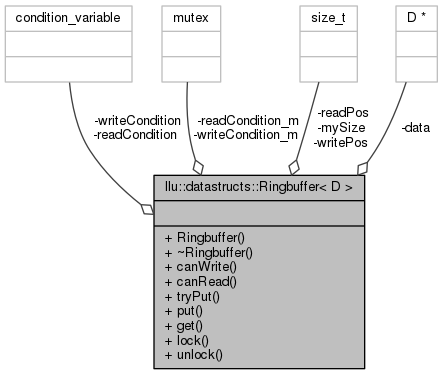 condition_variable
mutex
size_t
D *
-writeCondition
-readCondition
-readCondition_m
-writeCondition_m
-readPos
-mySize
-writePos
-data
llu::datastructs::Ringbuffer< D >
+ Ringbuffer()
+ ~Ringbuffer()
+ canWrite()
+ canRead()
+ tryPut()
+ put()
+ get()
+ lock()
+ unlock()